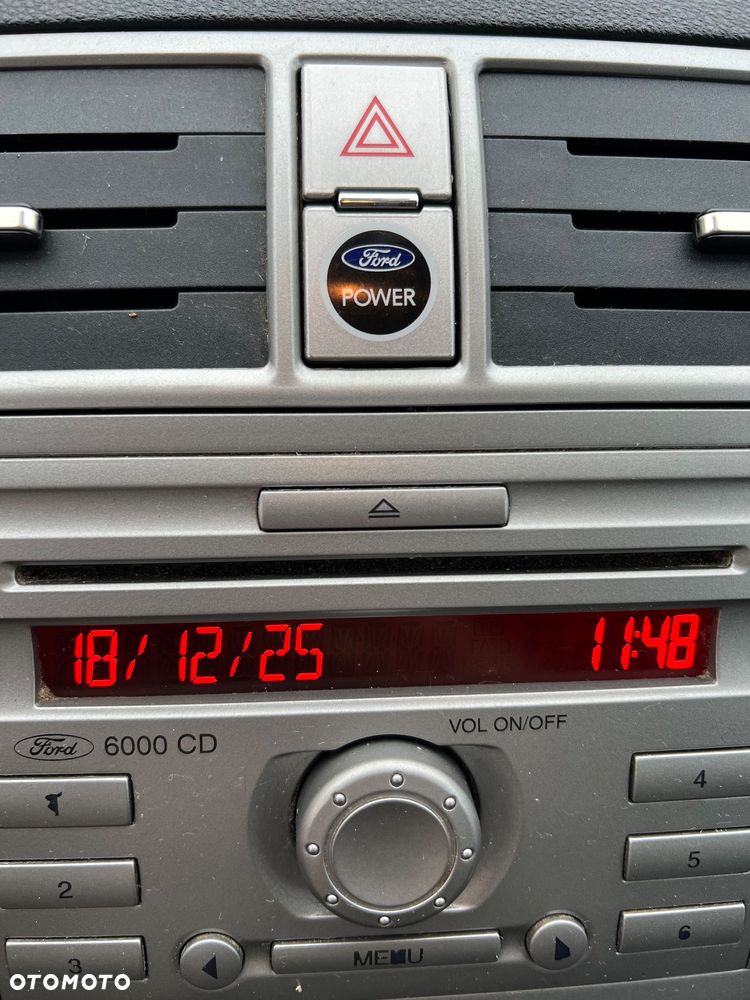 Ford
POWER
18/12/25 11:48
Ford 6000 CD
VOL ON/OFF
4
2
5
3
MENU
6
OTOMOTO